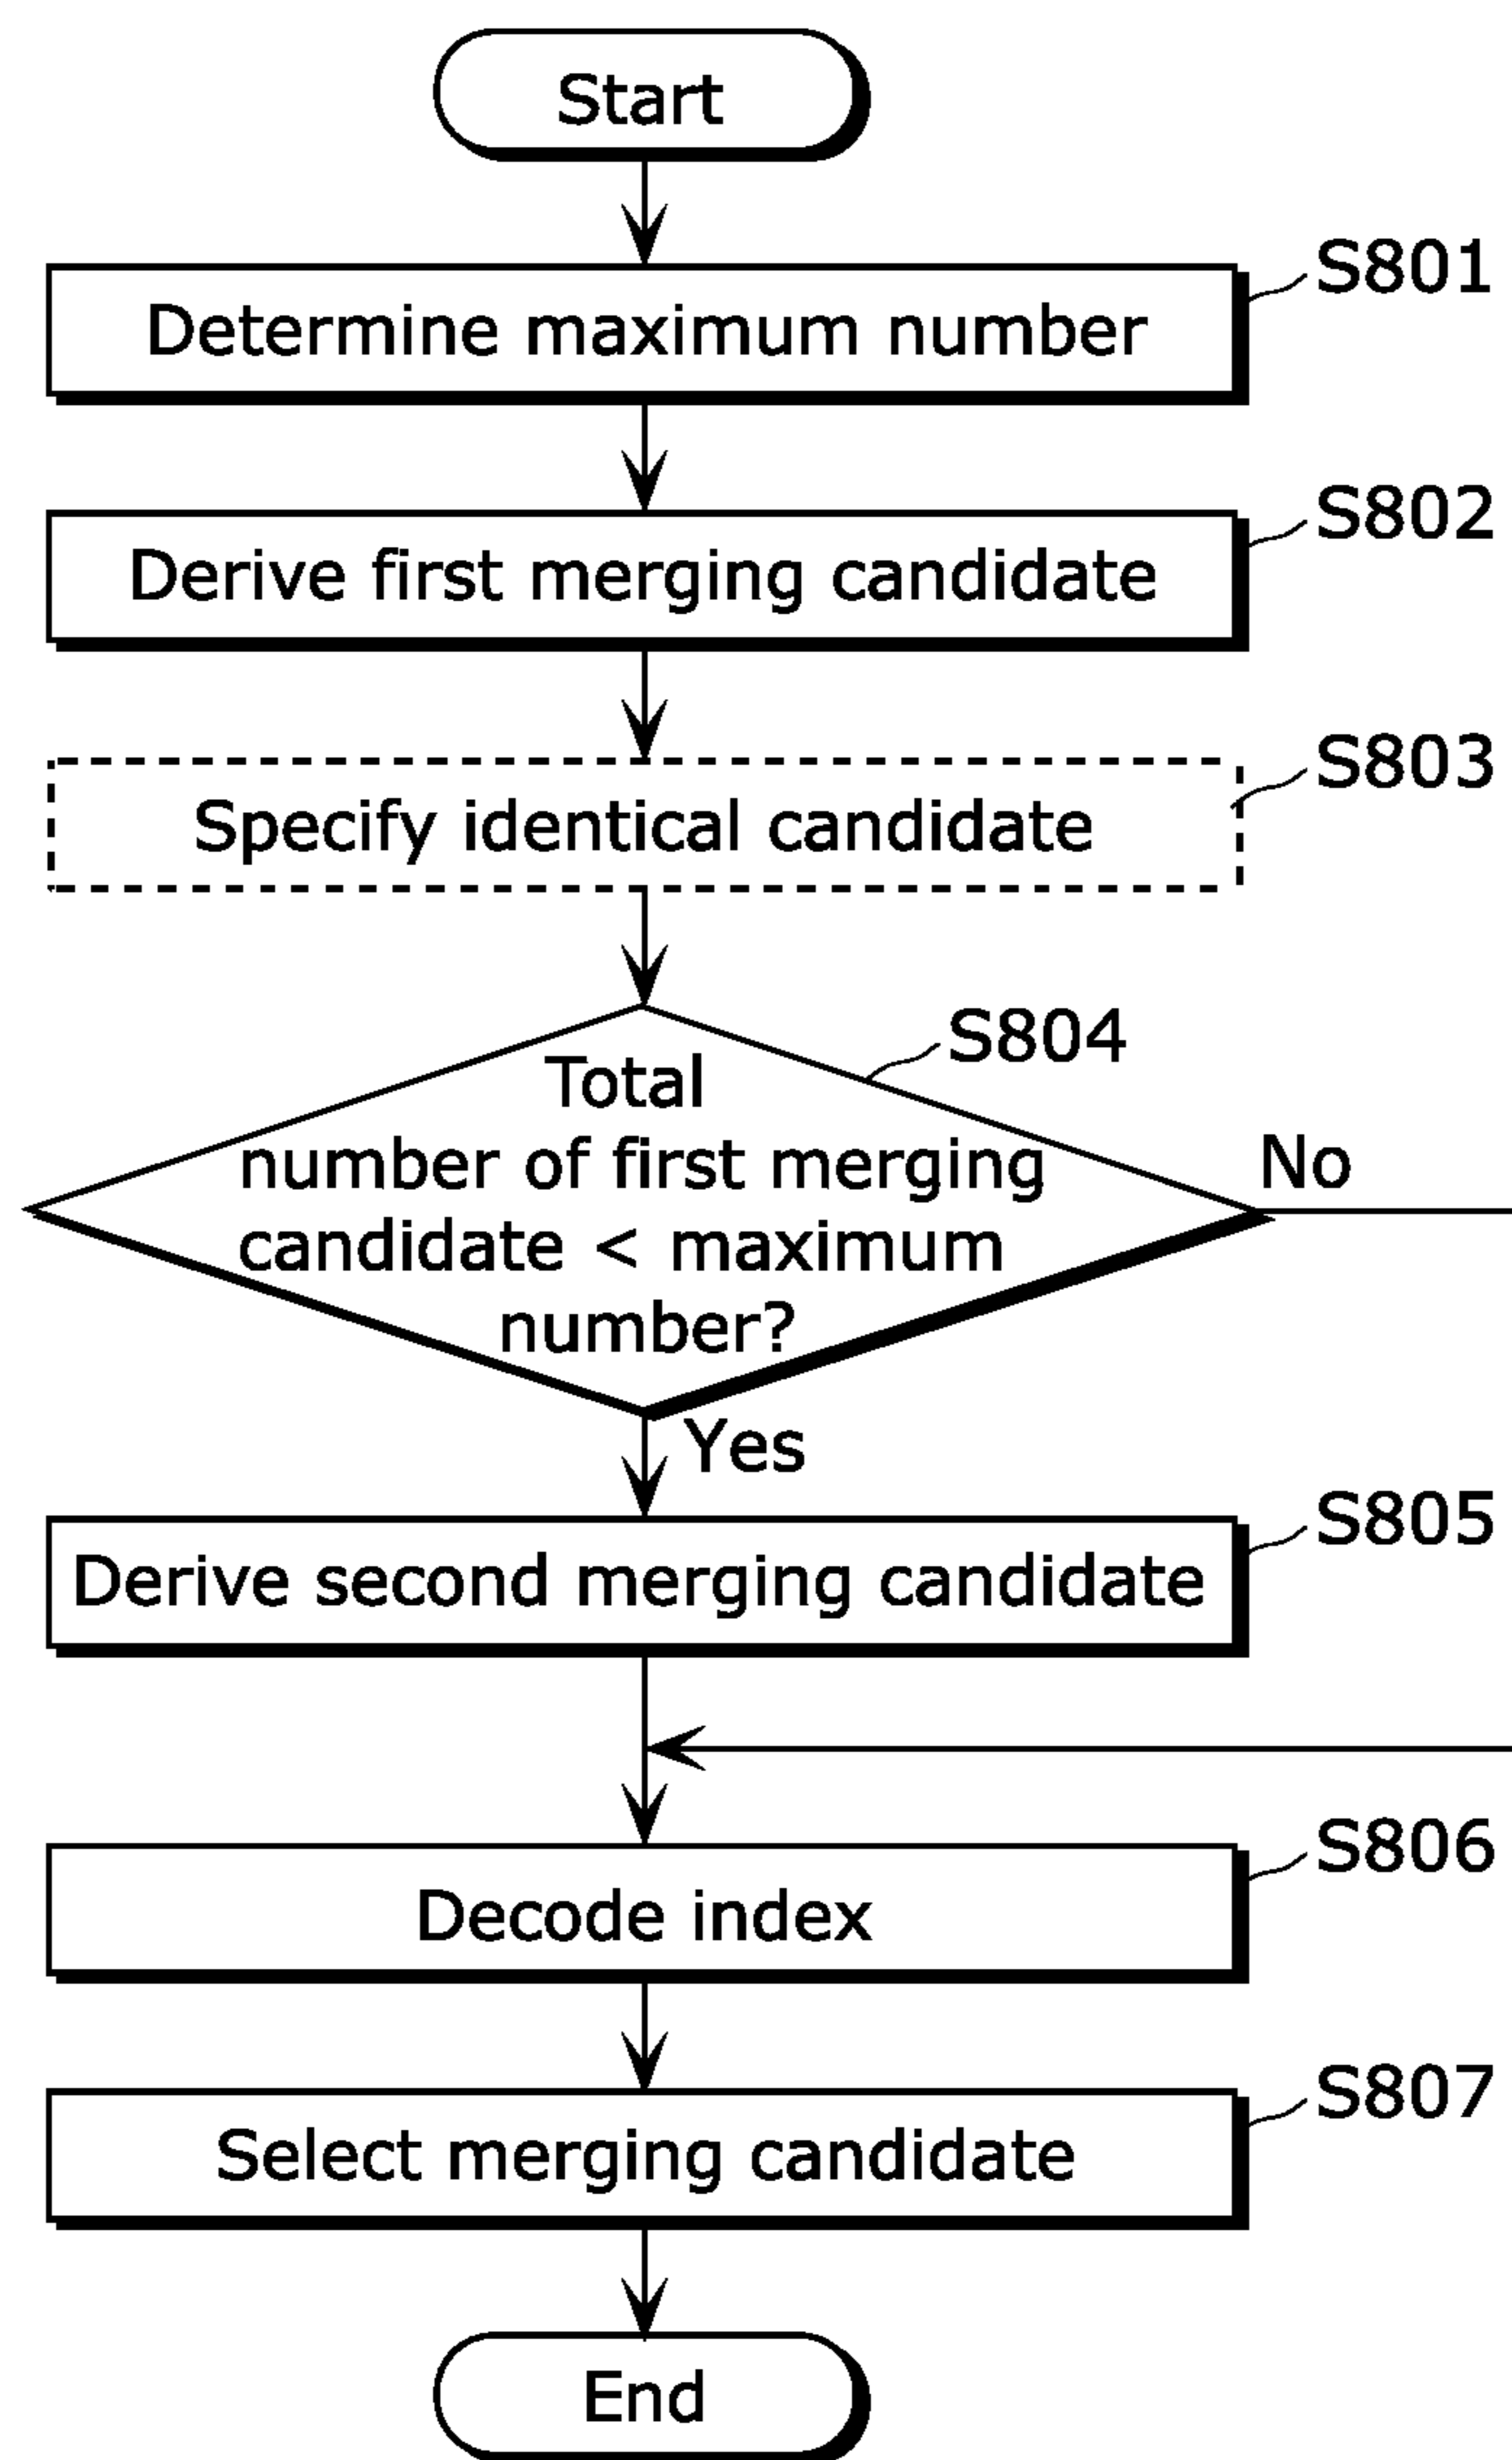 Start
S801
Determine maximum number
S802
Derive first merging candidate
S803
Specify identical candidate
S804
Total
number of first merging
candidate < maximum
number?
No
Yes
S805
Derive second merging candidate
S806
Decode index
S807
Select merging candidate
End